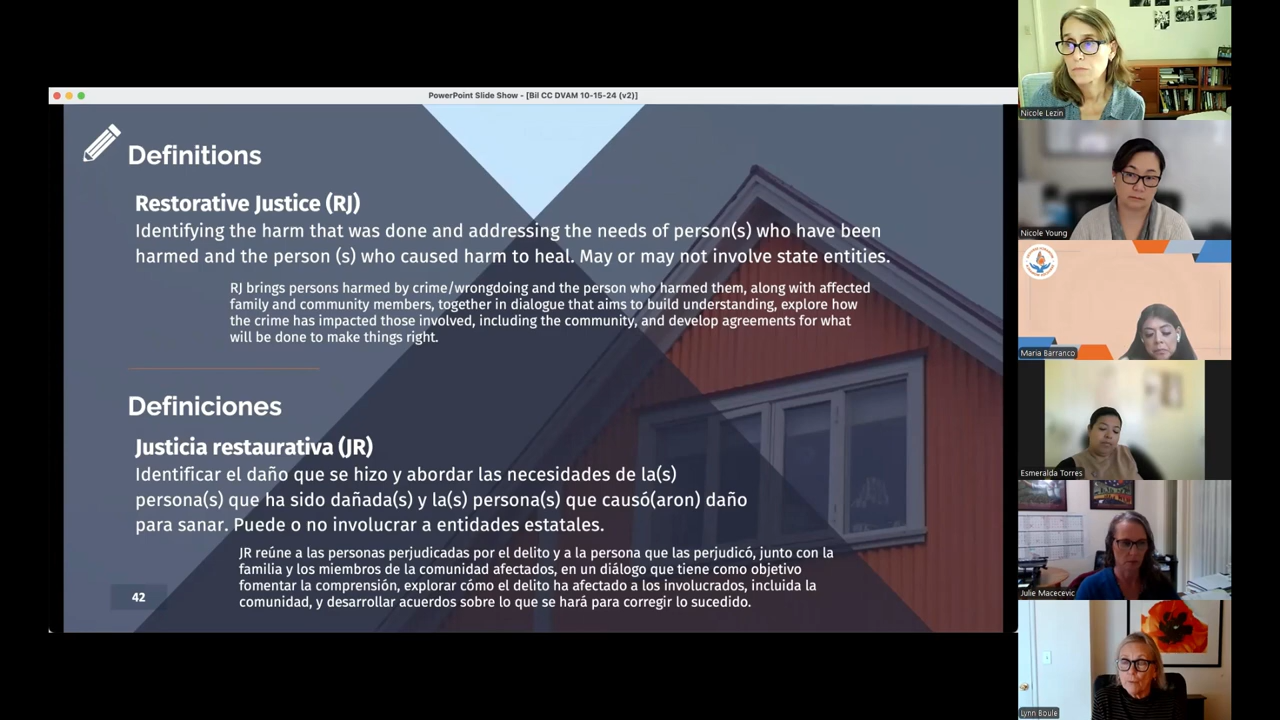 PowerPoint Slide Show - [Bil CC DVAM 10-15-24 (v2)]
Definitions
Restorative Justice (RJ)
Identifying the harm that was done and addressing the needs of person(s) who have been
harmed and the person (s) who caused harm to heal. May or may not involve state entities.
RJ brings persons harmed by crime/wrongdoing and the person who harmed them, along with affected
family and community members, together in dialogue that aims to build understanding, explore how
the crime has impacted those involved, including the community, and develop agreements for what
will be done to make things right.
Definiciones
Justicia restaurativa (JR)
Identificar el daño que se hizo y abordar las necesidades de la(s)
persona(s) que ha sido dañada(s) y la(s) persona(s) que causó(aron) daño
para sanar. Puede o no involucrar a entidades estatales.
JR reúne a las personas perjudicadas por el delito y a la persona que las perjudicó, junto con la
familia y los miembros de la comunidad afectados, en un diálogo que tiene como objetivo
fomentar la comprensión, explorar cómo el delito ha afectado a los involucrados, incluida la
comunidad, y desarrollar acuerdos sobre lo que se hará para corregir lo sucedido.
42
Nicole Lezin
Nicole Young
Maria Barranco
Esmeralda Torres
Julie Macecevic
Lynn Boule